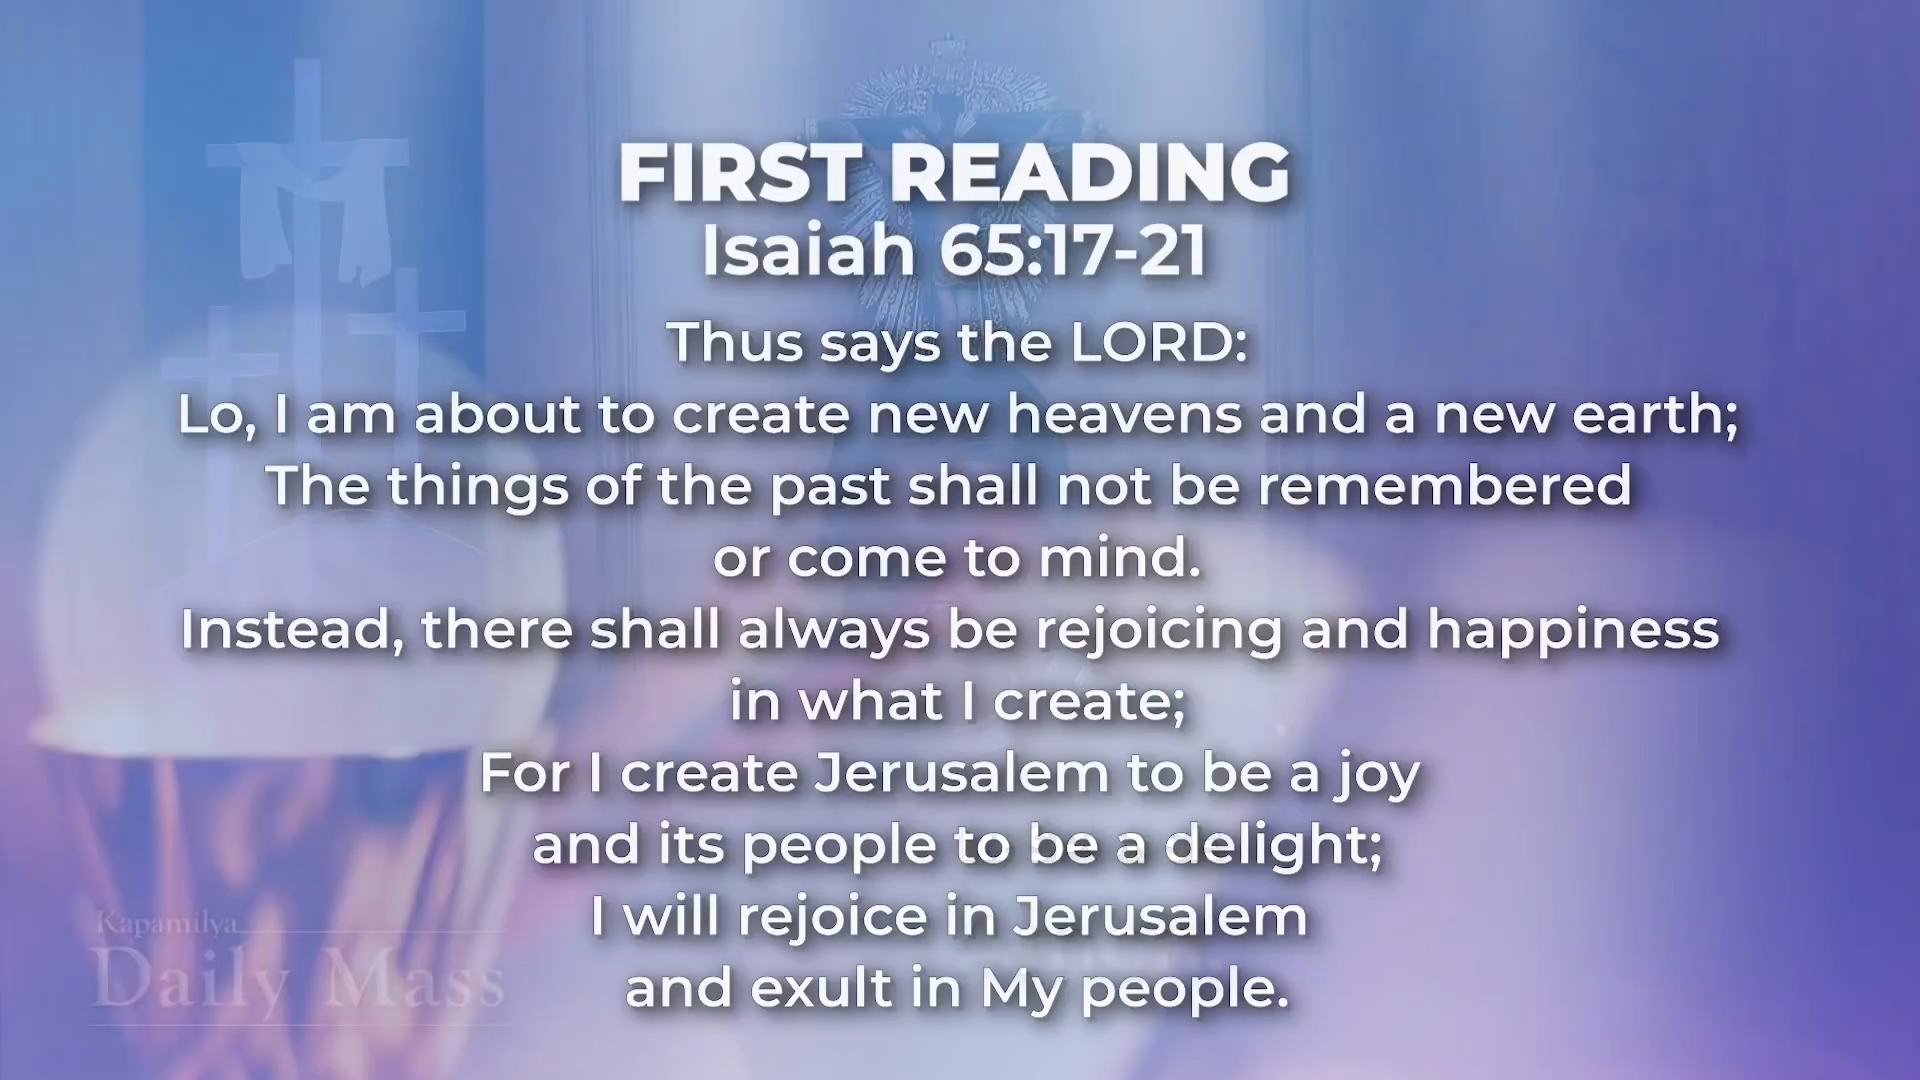 FIRST READING
Isaiah 65:17-21
Thus says the LORD:
Lo, I am about to create new heavens and a new earth;
The things of the past shall not be remembered
or come to mind.
Instead, there shall always be rejoicing and happiness
in what I create;
For I create Jerusalem to be a joy
and its people to be a delight;
I will rejoice in Jerusalem
and exult in My people.
Kapamilya
Daily Mass